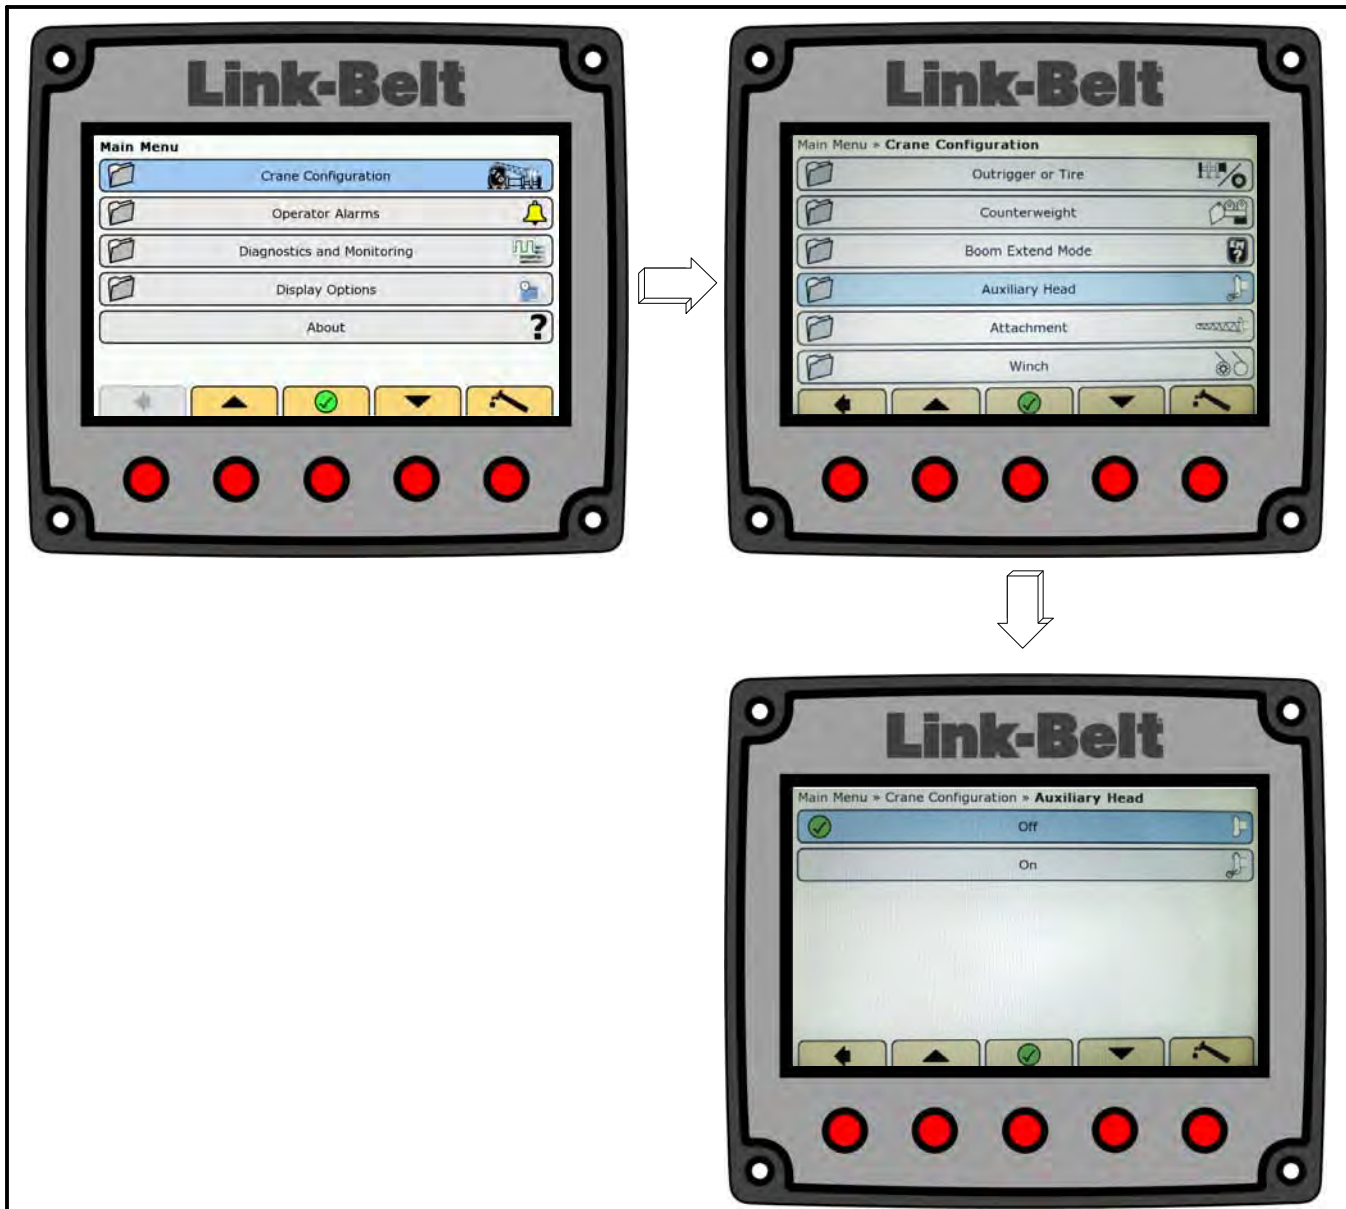 Link-Belt
Main Menu
Crane Configuration
Operator Alarms
Diagnostics and Monitoring
Display Options
About
?
Link-Belt
Main Menu » Crane Configuration
Outrigger or Tire
Counterweight
Boom Extend Mode
EM
?
Auxiliary Head
Attachment
Winch
Link-Belt
Main Menu » Crane Configuration » Auxiliary Head
Off
On